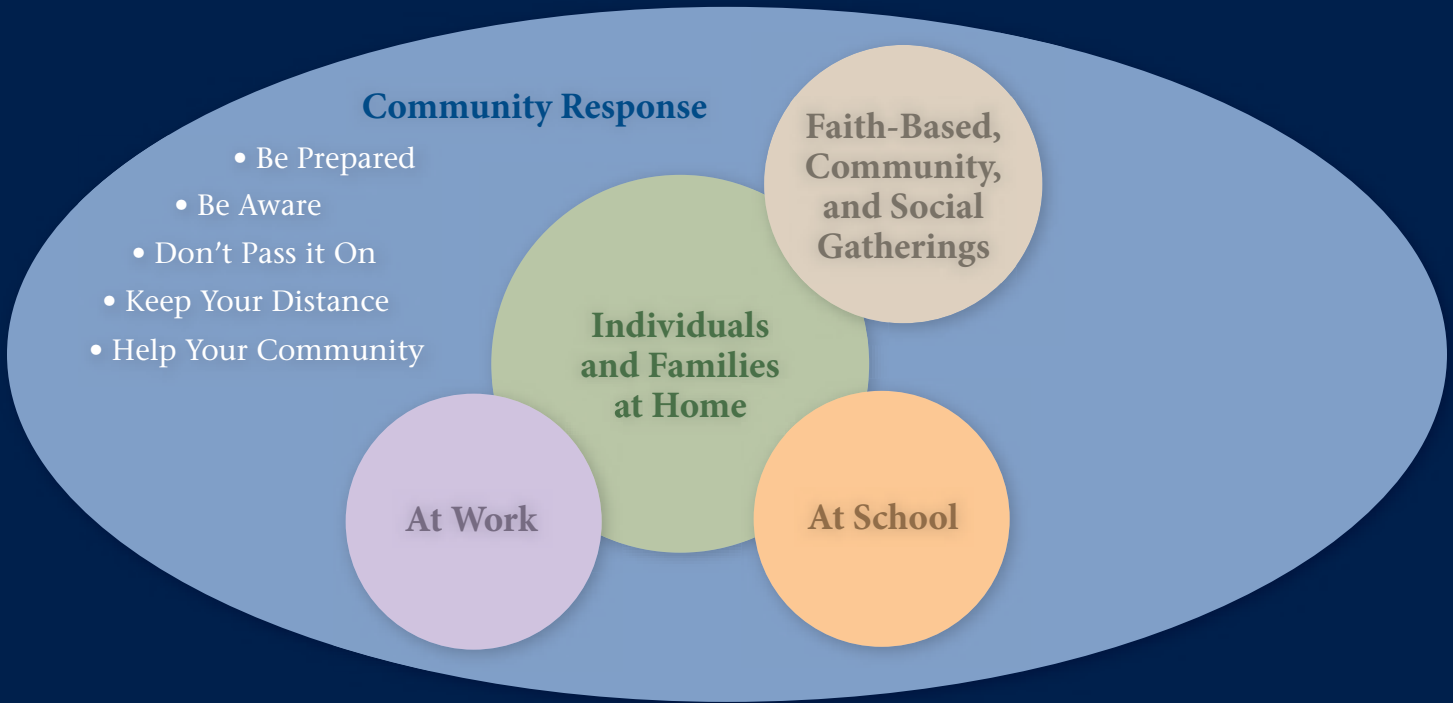 Community Response
• Be Prepared
• Be Aware
• Don’t Pass it On
• Keep Your Distance
• Help Your Community
Faith-Based,
Community,
and Social
Gatherings
Individuals
and Families
at Home
At Work
At School